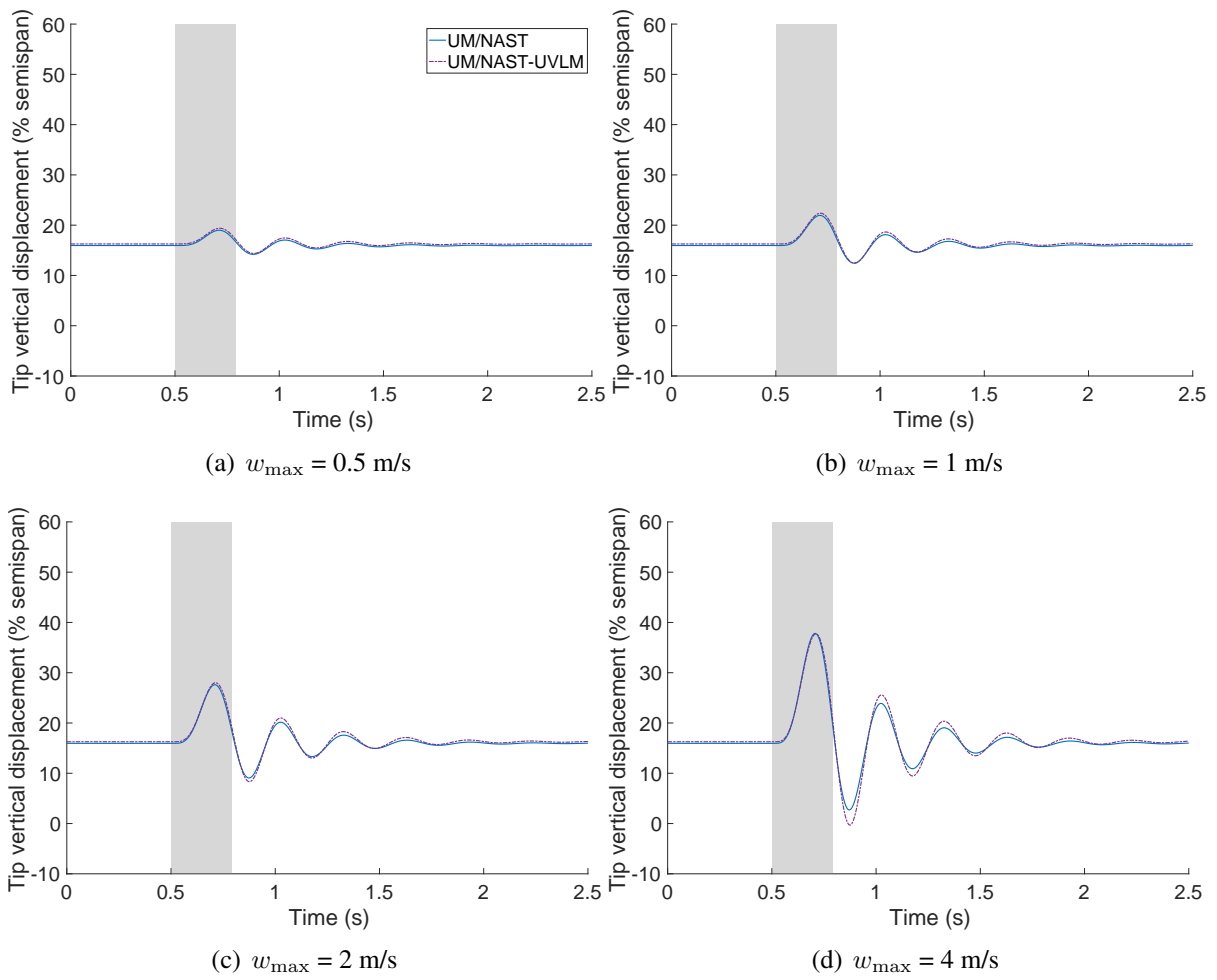 Tip vertical displacement (% semispan)
60
50
40
30
20
10
0
-10
0 0.5 1 1.5 2 2.5
Time (s)
UM/NAST
UM/NAST-UVLM
(a) w_max = 0.5 m/s
Tip vertical displacement (% semispan)
60
50
40
30
20
10
0
-10
0 0.5 1 1.5 2 2.5
Time (s)
(b) w_max = 1 m/s
Tip vertical displacement (% semispan)
60
50
40
30
20
10
0
-10
0 0.5 1 1.5 2 2.5
Time (s)
(c) w_max = 2 m/s
Tip vertical displacement (% semispan)
60
50
40
30
20
10
0
-10
0 0.5 1 1.5 2 2.5
Time (s)
(d) w_max = 4 m/s